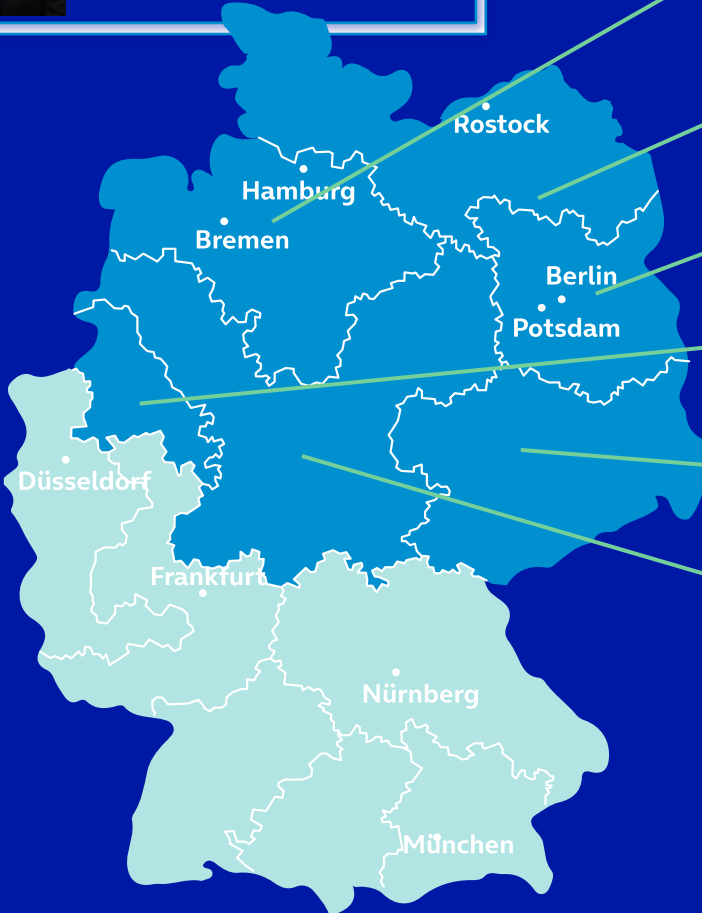 Rostock
Hamburg
Bremen
Berlin
Potsdam
Düsseldorf
Frankfurt
Nürnberg
München